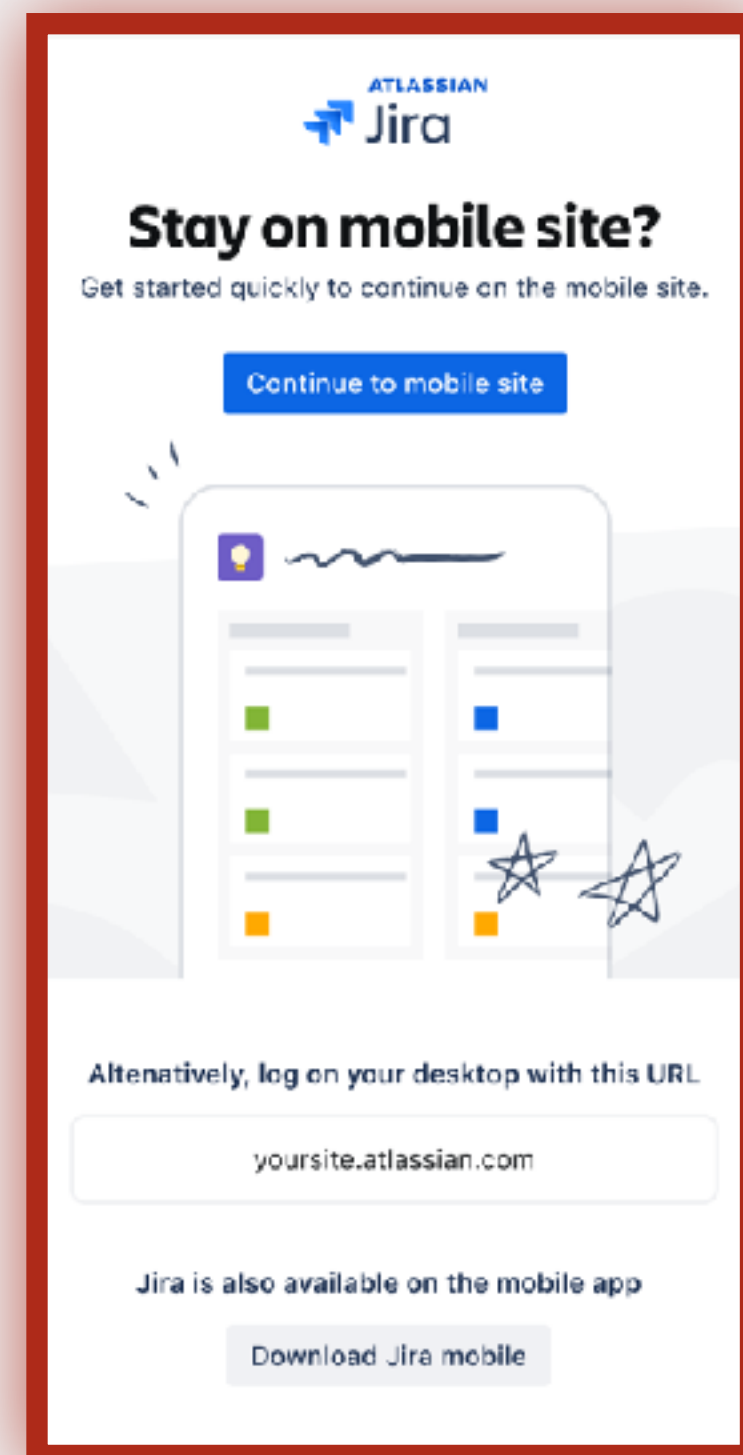 ATLASSIAN
Jira
Stay on mobile site?
Get started quickly to continue on the mobile site.
Continue to mobile site
Altenatively, log on your desktop with this URL
yoursite.atlassian.com
Jira is also available on the mobile app
Download Jira mobile